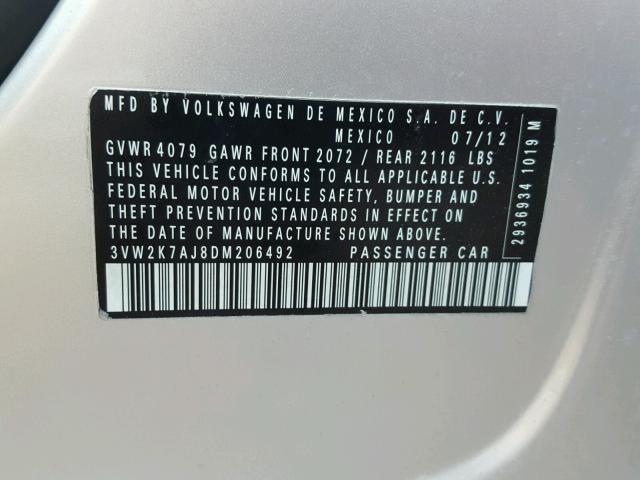 MFD BY VOLKSWAGEN DE MEXICO S.A. DE C.V.
MEXICO 07/12
GVWR 4079 GAWR FRONT 2072 / REAR 2116 LBS
THIS VEHICLE CONFORMS TO ALL APPLICABLE U.S.
FEDERAL MOTOR VEHICLE SAFETY, BUMPER AND
THEFT PREVENTION STANDARDS IN EFFECT ON
THE DATE OF MANUFACTURE SHOWN ABOVE.
3VW2K7AJ8DM206492 PASSENGER CAR
2936934 1019 M